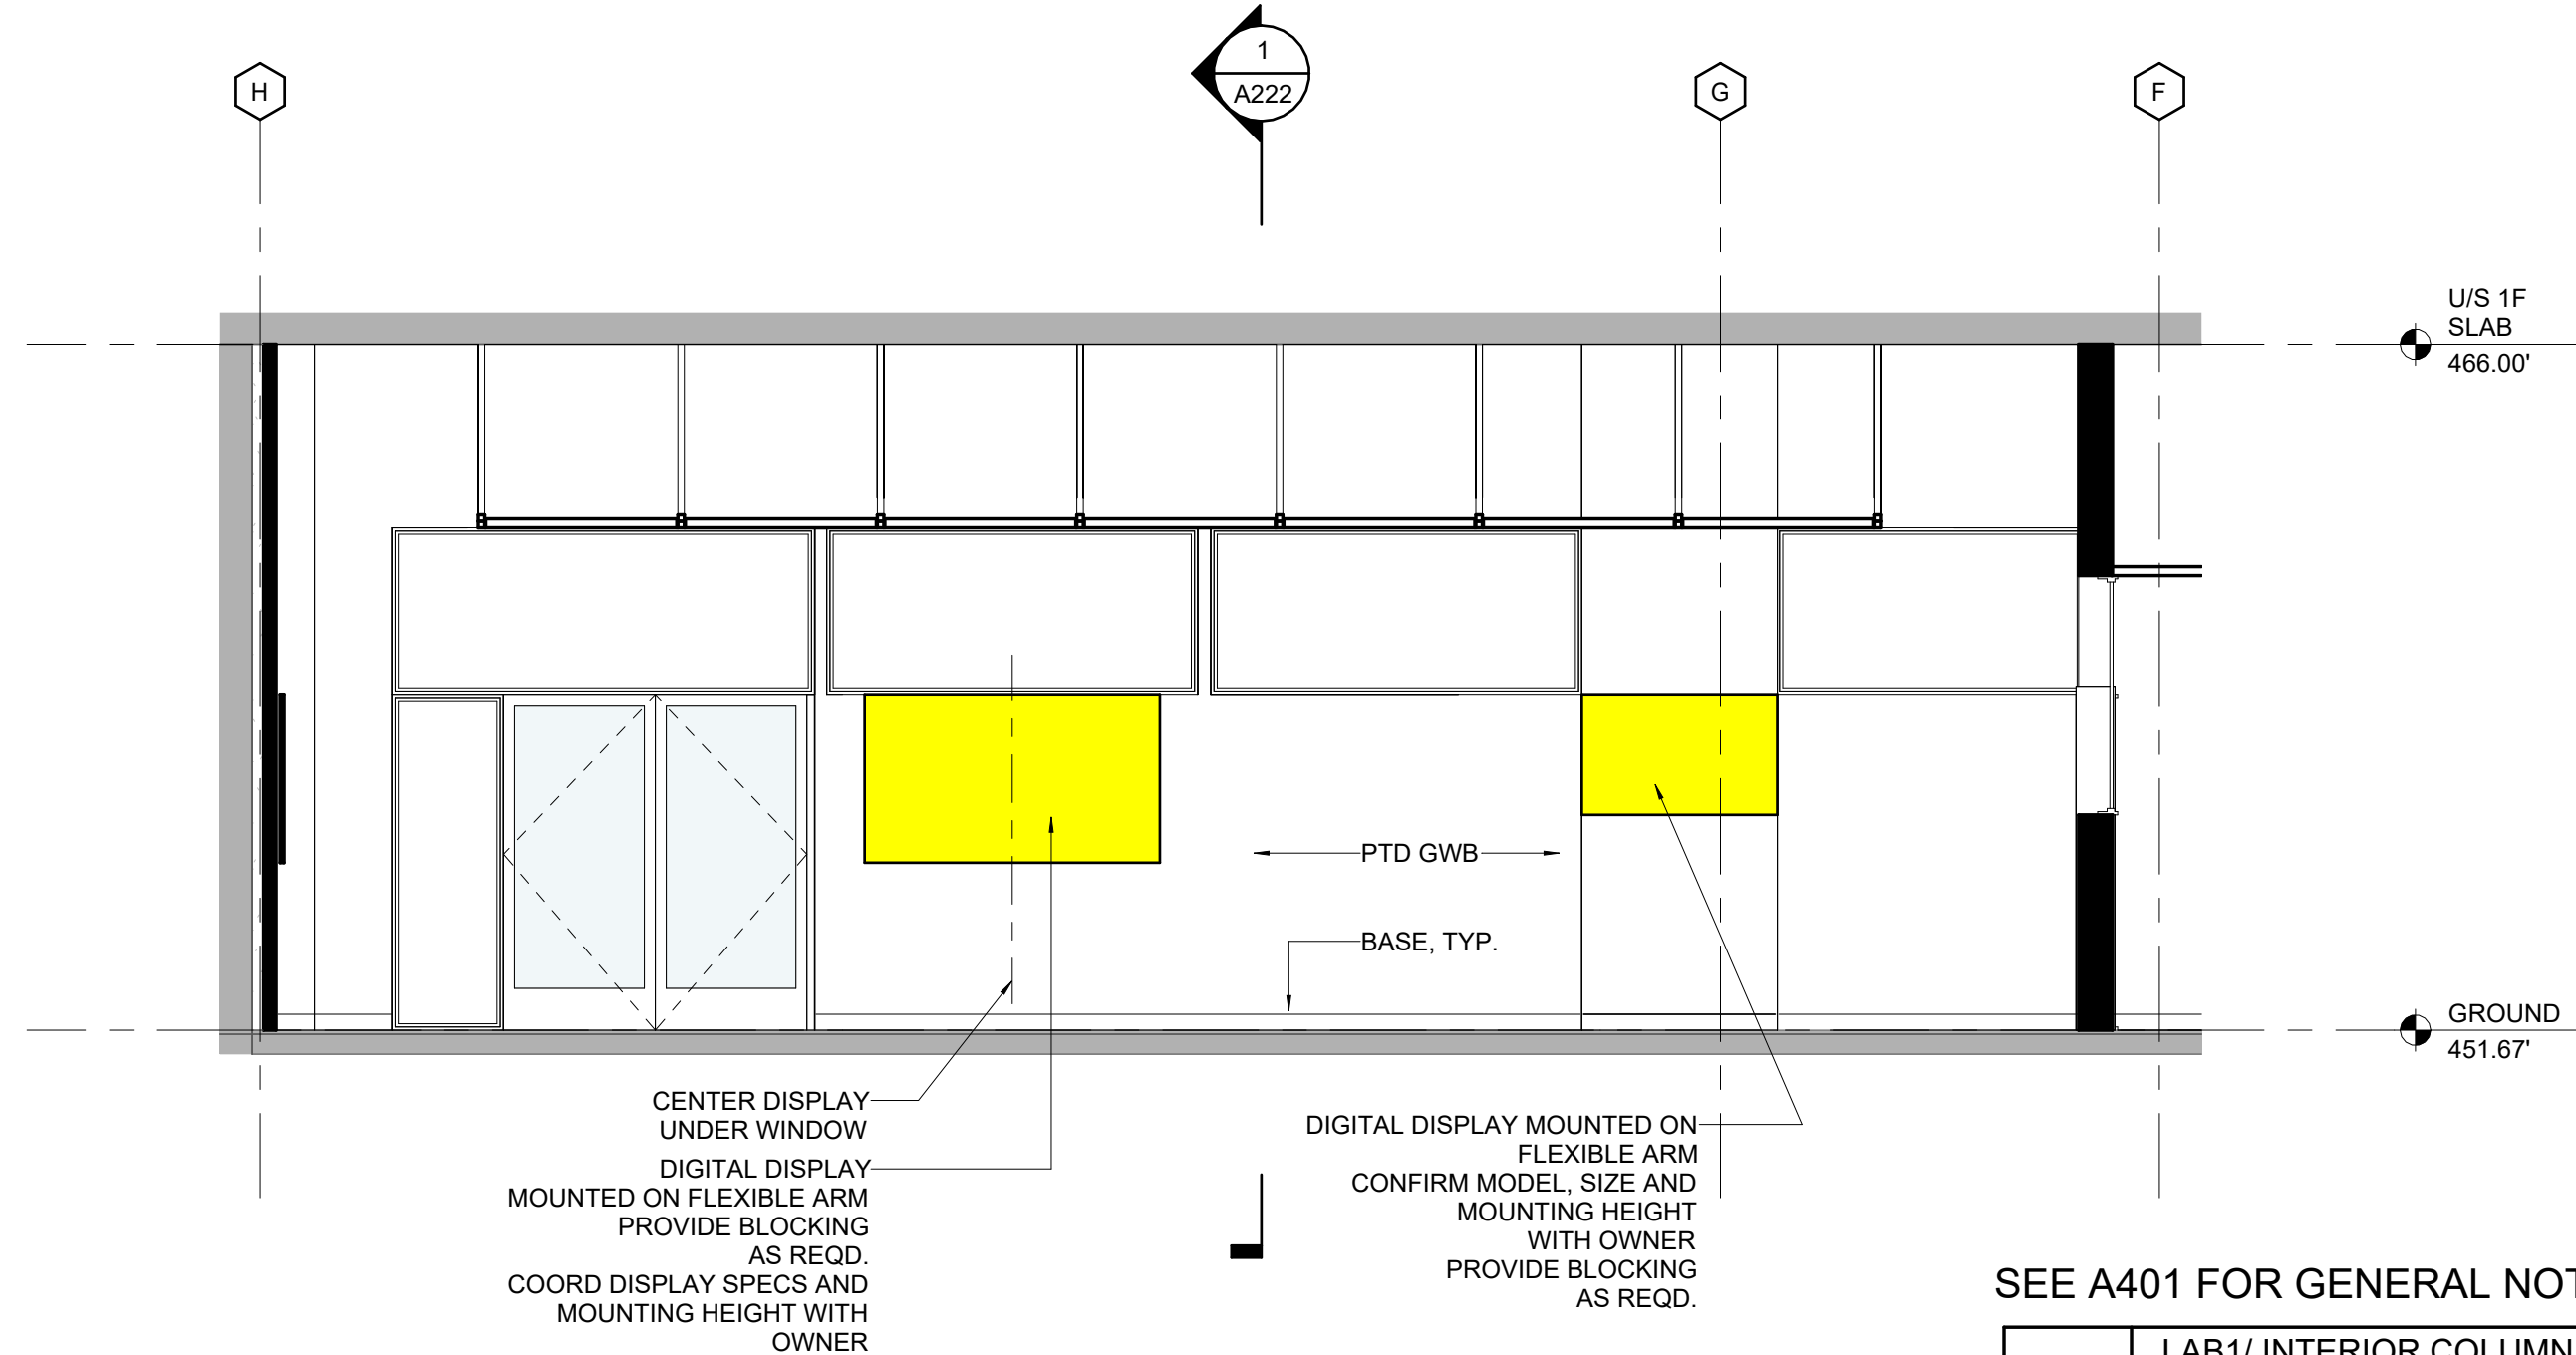 1
A222
H
G
F
U/S 1F
SLAB
466.00'
PTD GWB
BASE, TYP.
GROUND
451.67'
CENTER DISPLAY
UNDER WINDOW
DIGITAL DISPLAY
MOUNTED ON FLEXIBLE ARM
PROVIDE BLOCKING
AS REQD.
COORD DISPLAY SPECS AND
MOUNTING HEIGHT WITH
OWNER
DIGITAL DISPLAY MOUNTED ON
FLEXIBLE ARM
CONFIRM MODEL, SIZE AND
MOUNTING HEIGHT
WITH OWNER
PROVIDE BLOCKING
AS REQD.
SEE A401 FOR GENERAL
LAB1/ INTERIOR COLUMN